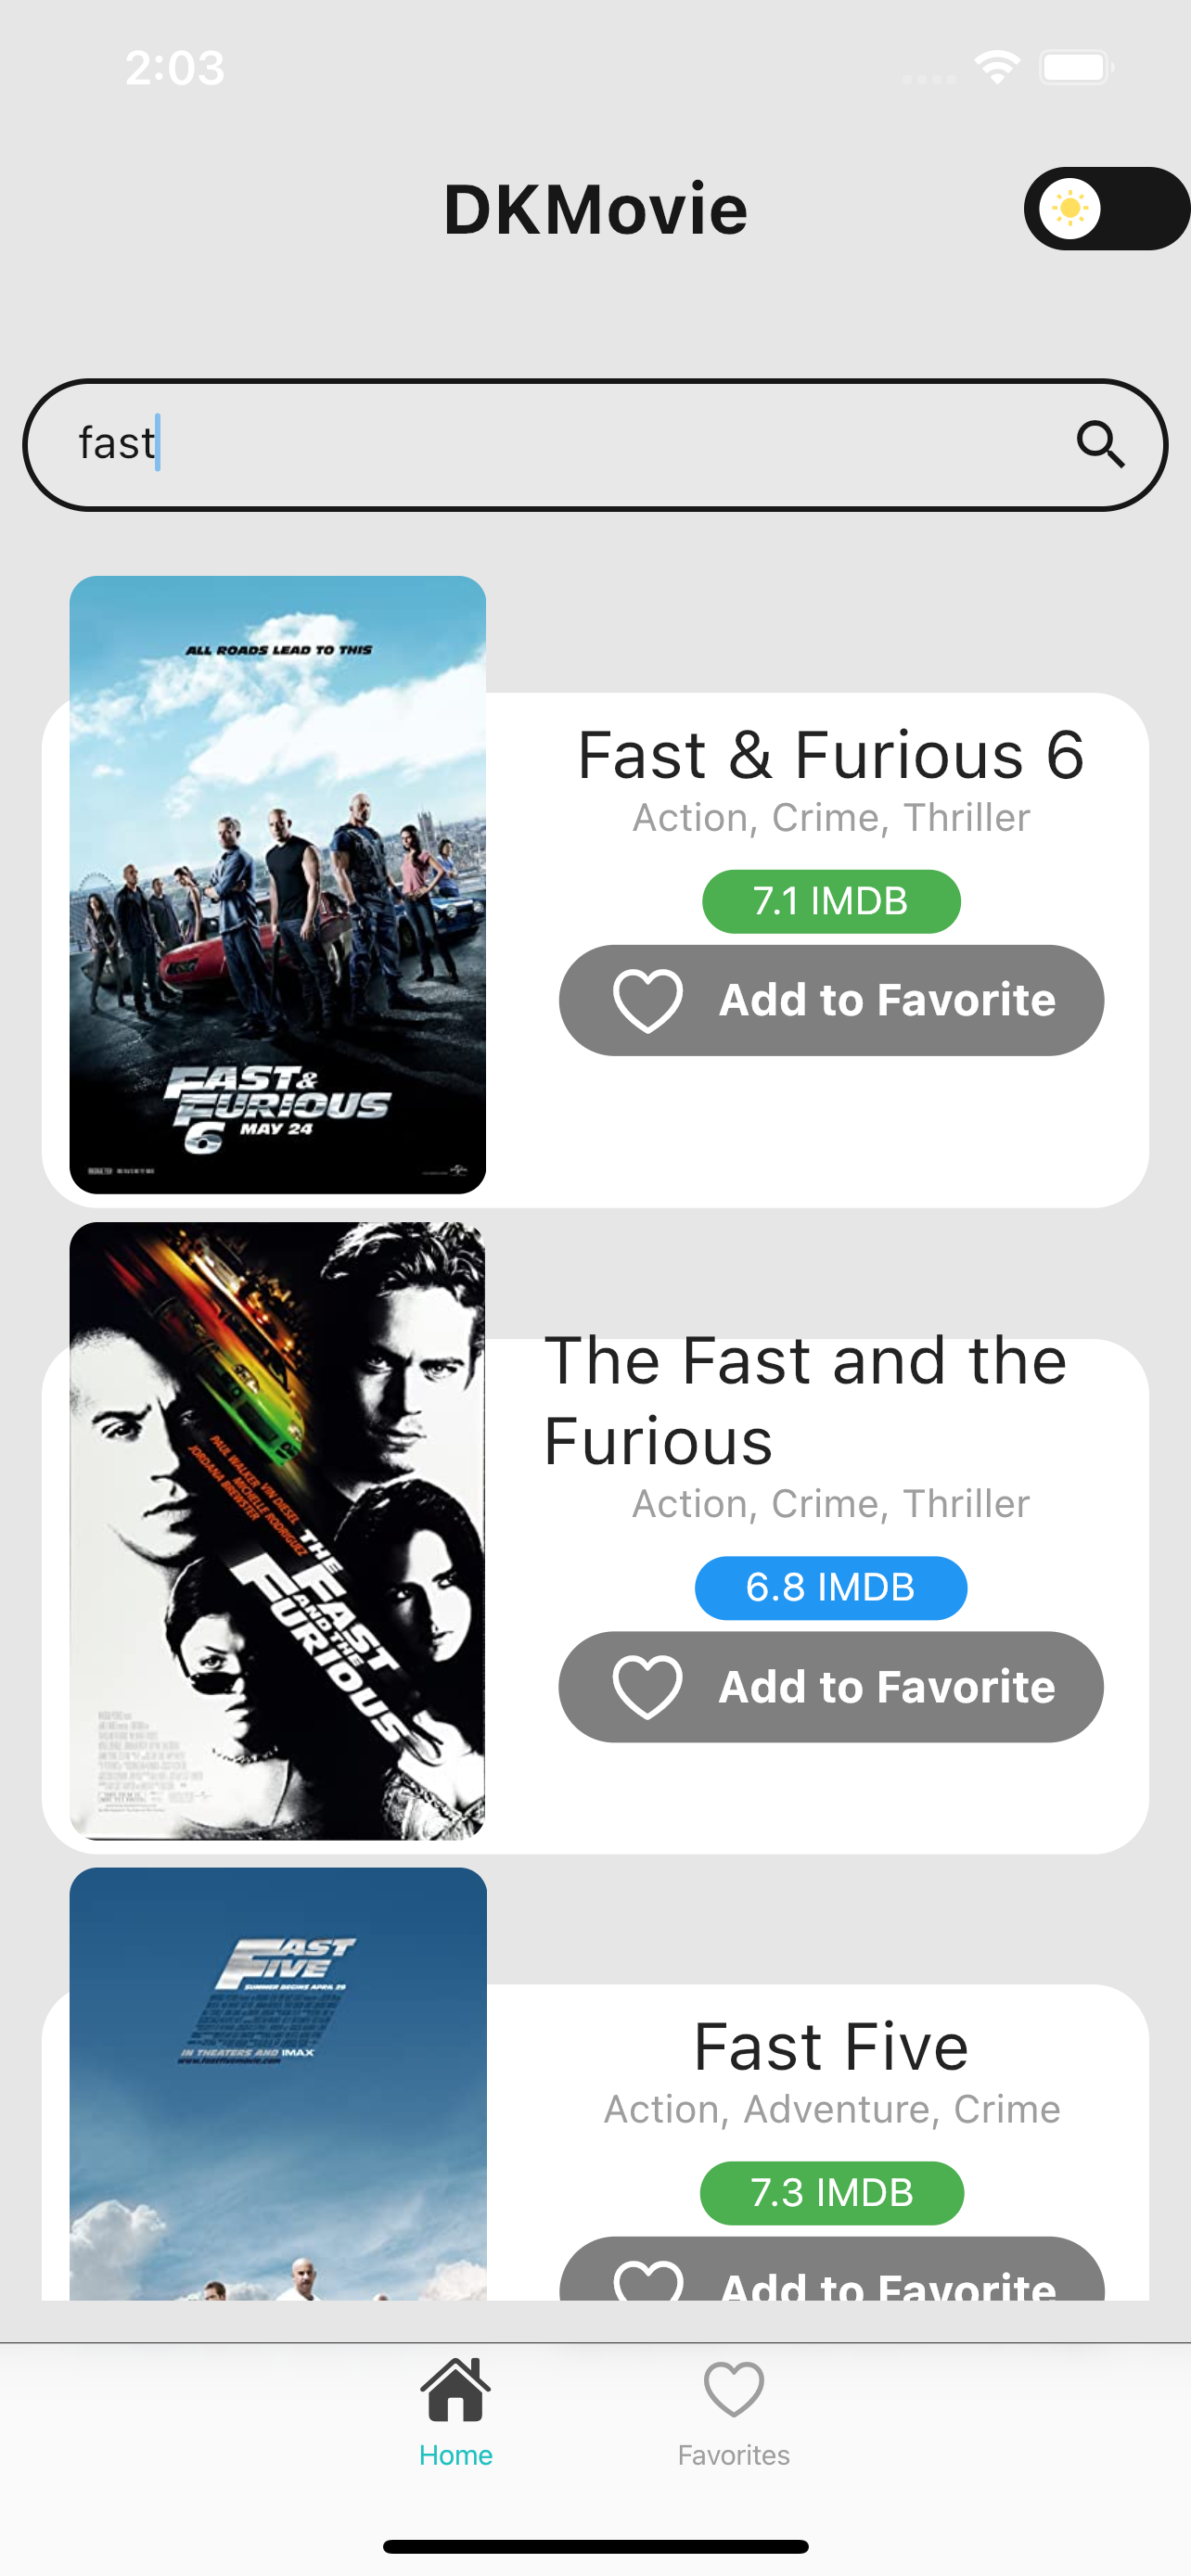 2:03
DKMovie
fast
ALL ROADS LEAD TO THIS
FAST &
FURIOUS
6 MAY 24
Fast & Furious 6
Action, Crime, Thriller
7.1 IMDB
Add to Favorite
PAUL WALKER VIN DIESEL
MICHELLE RODRIGUEZ
JORDANA BREWSTER
THE
FAST
AND THE
FURIOUS
The Fast and the
Furious
Action, Crime, Thriller
6.8 IMDB
Add to Favorite
FAST
FIVE
SUMMER BEGINS APRIL 29
IN THEATERS AND IMAX
www.fastfivemovie.com
Fast Five
Action, Adventure, Crime
7.3 IMDB
Add to Favorite
Home
Favorites